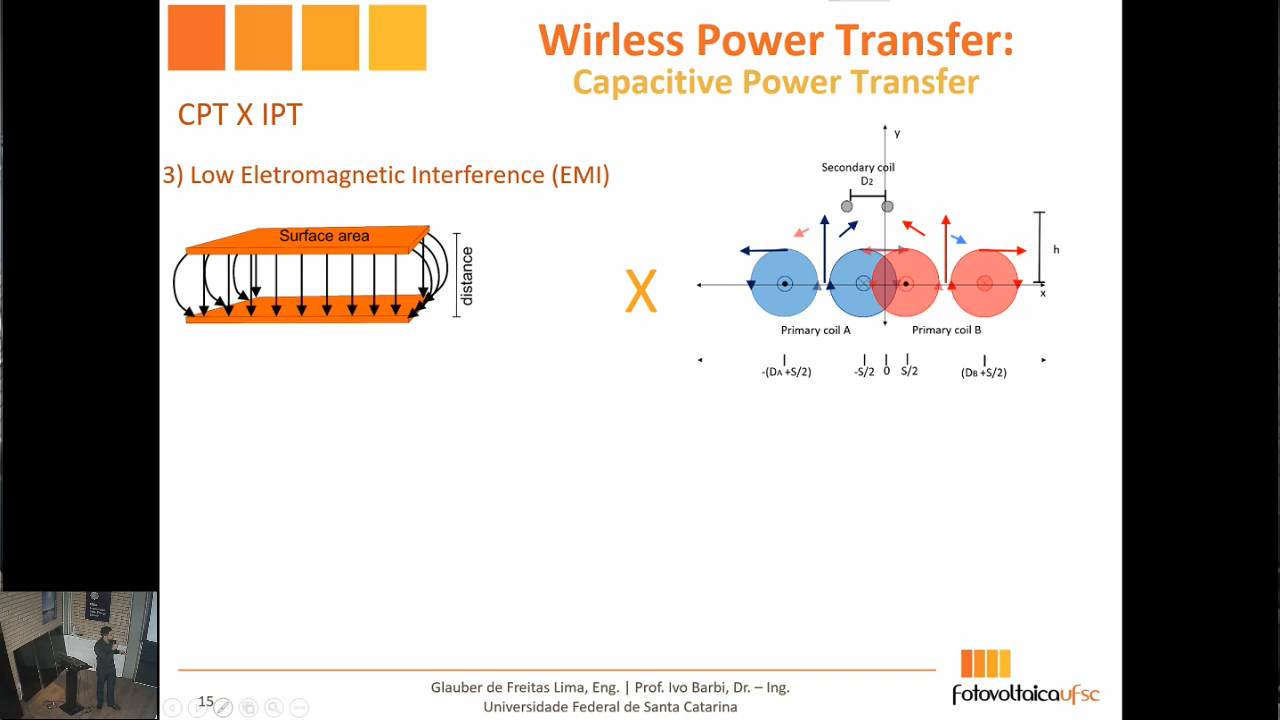 Wirless Power Transfer:
Capacitive Power Transfer
CPT X IPT
3) Low Eletromagnetic Interference (EMI)
Surface area
distance
X
y
Secondary coil
D2
h
x
Primary coil A
Primary coil B
-(DA +S/2)
-S/2
0
S/2
(DB +S/2)
Glauber de Freitas Lima, Eng. | Prof. Ivo Barbi, Dr. – Ing.
Universidade Federal de Santa Catarina
15
fotovoltaicaufsc